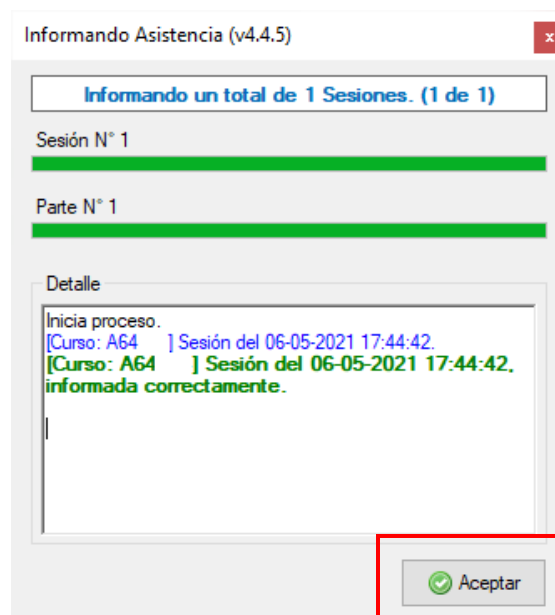 Informando Asistencia (v4.4.5)
x
Informando un total de 1 Sesiones. (1 de 1)
Sesión N° 1
Parte N° 1
Detalle
Inicia proceso.
[Curso: A64 ] Sesión del 06-05-2021 17:44:42.
[Curso: A64 ] Sesión del 06-05-2021 17:44:42,
informada correctamente.
Aceptar